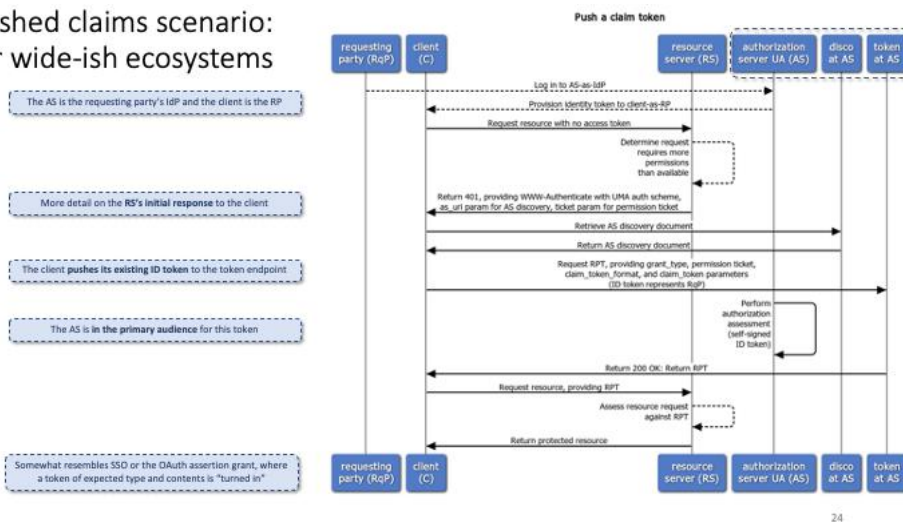 shed claims scenario:
r wide-ish ecosystems
Push a claim token
requesting
party (RqP)
client
(C)
resource
server (RS)
authorization
server UA (AS)
disco
at AS
token
at AS
The AS is the requesting party's IdP and the client is the RP
Log in to AS-as-IdP
Provision identity token to client-as-RP
Request resource with no access token
Determine request
requires more
permissions
than available
More detail on the RS's initial response to the client
Return 401, providing WWW-Authenticate with UMA auth scheme,
as_uri param for AS discovery, ticket param for permission ticket
Retrieve AS discovery document
Return AS discovery document
The client pushes its existing ID token to the token endpoint
Request RPT, providing grant_type, permission ticket,
claim_token_format, and claim_token parameters
(ID token represents RqP)
The AS is in the primary audience for this token
Perform
authorization
assessment
(self-signed
ID token)
Return 200 OK: Return RPT
Request resource, providing RPT
Assess resource request
against RPT
Return protected resource
Somewhat resembles SSO or the OAuth assertion grant, where
a token of expected type and contents is "turned in"
requesting
party (RqP)
client
(C)
resource
server (RS)
authorization
server UA (AS)
disco
at AS
token
at AS
24